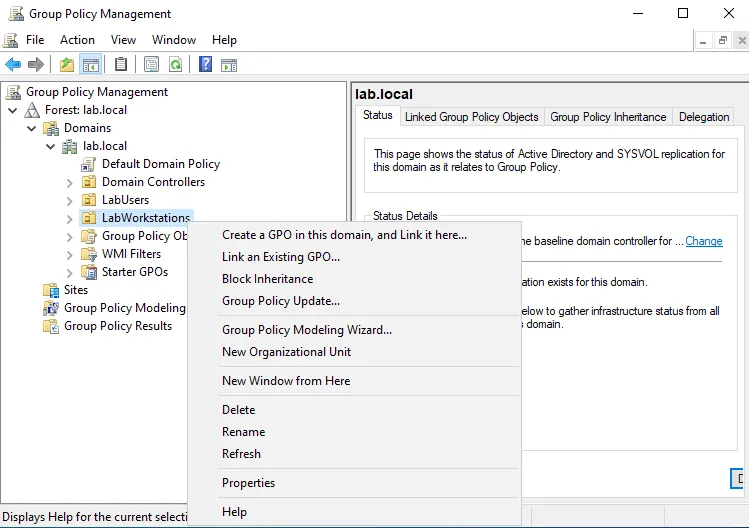 Group Policy Management
File Action View Window Help
Group Policy Management
Forest: lab.local
Domains
lab.local
Default Domain Policy
Domain Controllers
LabUsers
LabWorkstations
Group Policy Ob
WMI Filters
Starter GPOs
Sites
Group Policy Modeling
Group Policy Results
Create a GPO in this domain, and Link it here...
Link an Existing GPO...
Block Inheritance
Group Policy Update...
Group Policy Modeling Wizard...
New Organizational Unit
New Window from Here
Delete
Rename
Refresh
Properties
Help
lab.local
Status Linked Group Policy Objects Group Policy Inheritance Delegation
This page shows the status of Active Directory and SYSVOL replication for
this domain as it relates to Group Policy.
Status Details
ne baseline domain controller for ... Change
ation exists for this domain.
elow to gather infrastructure status from all
s domain.
Displays Help for the current selecti